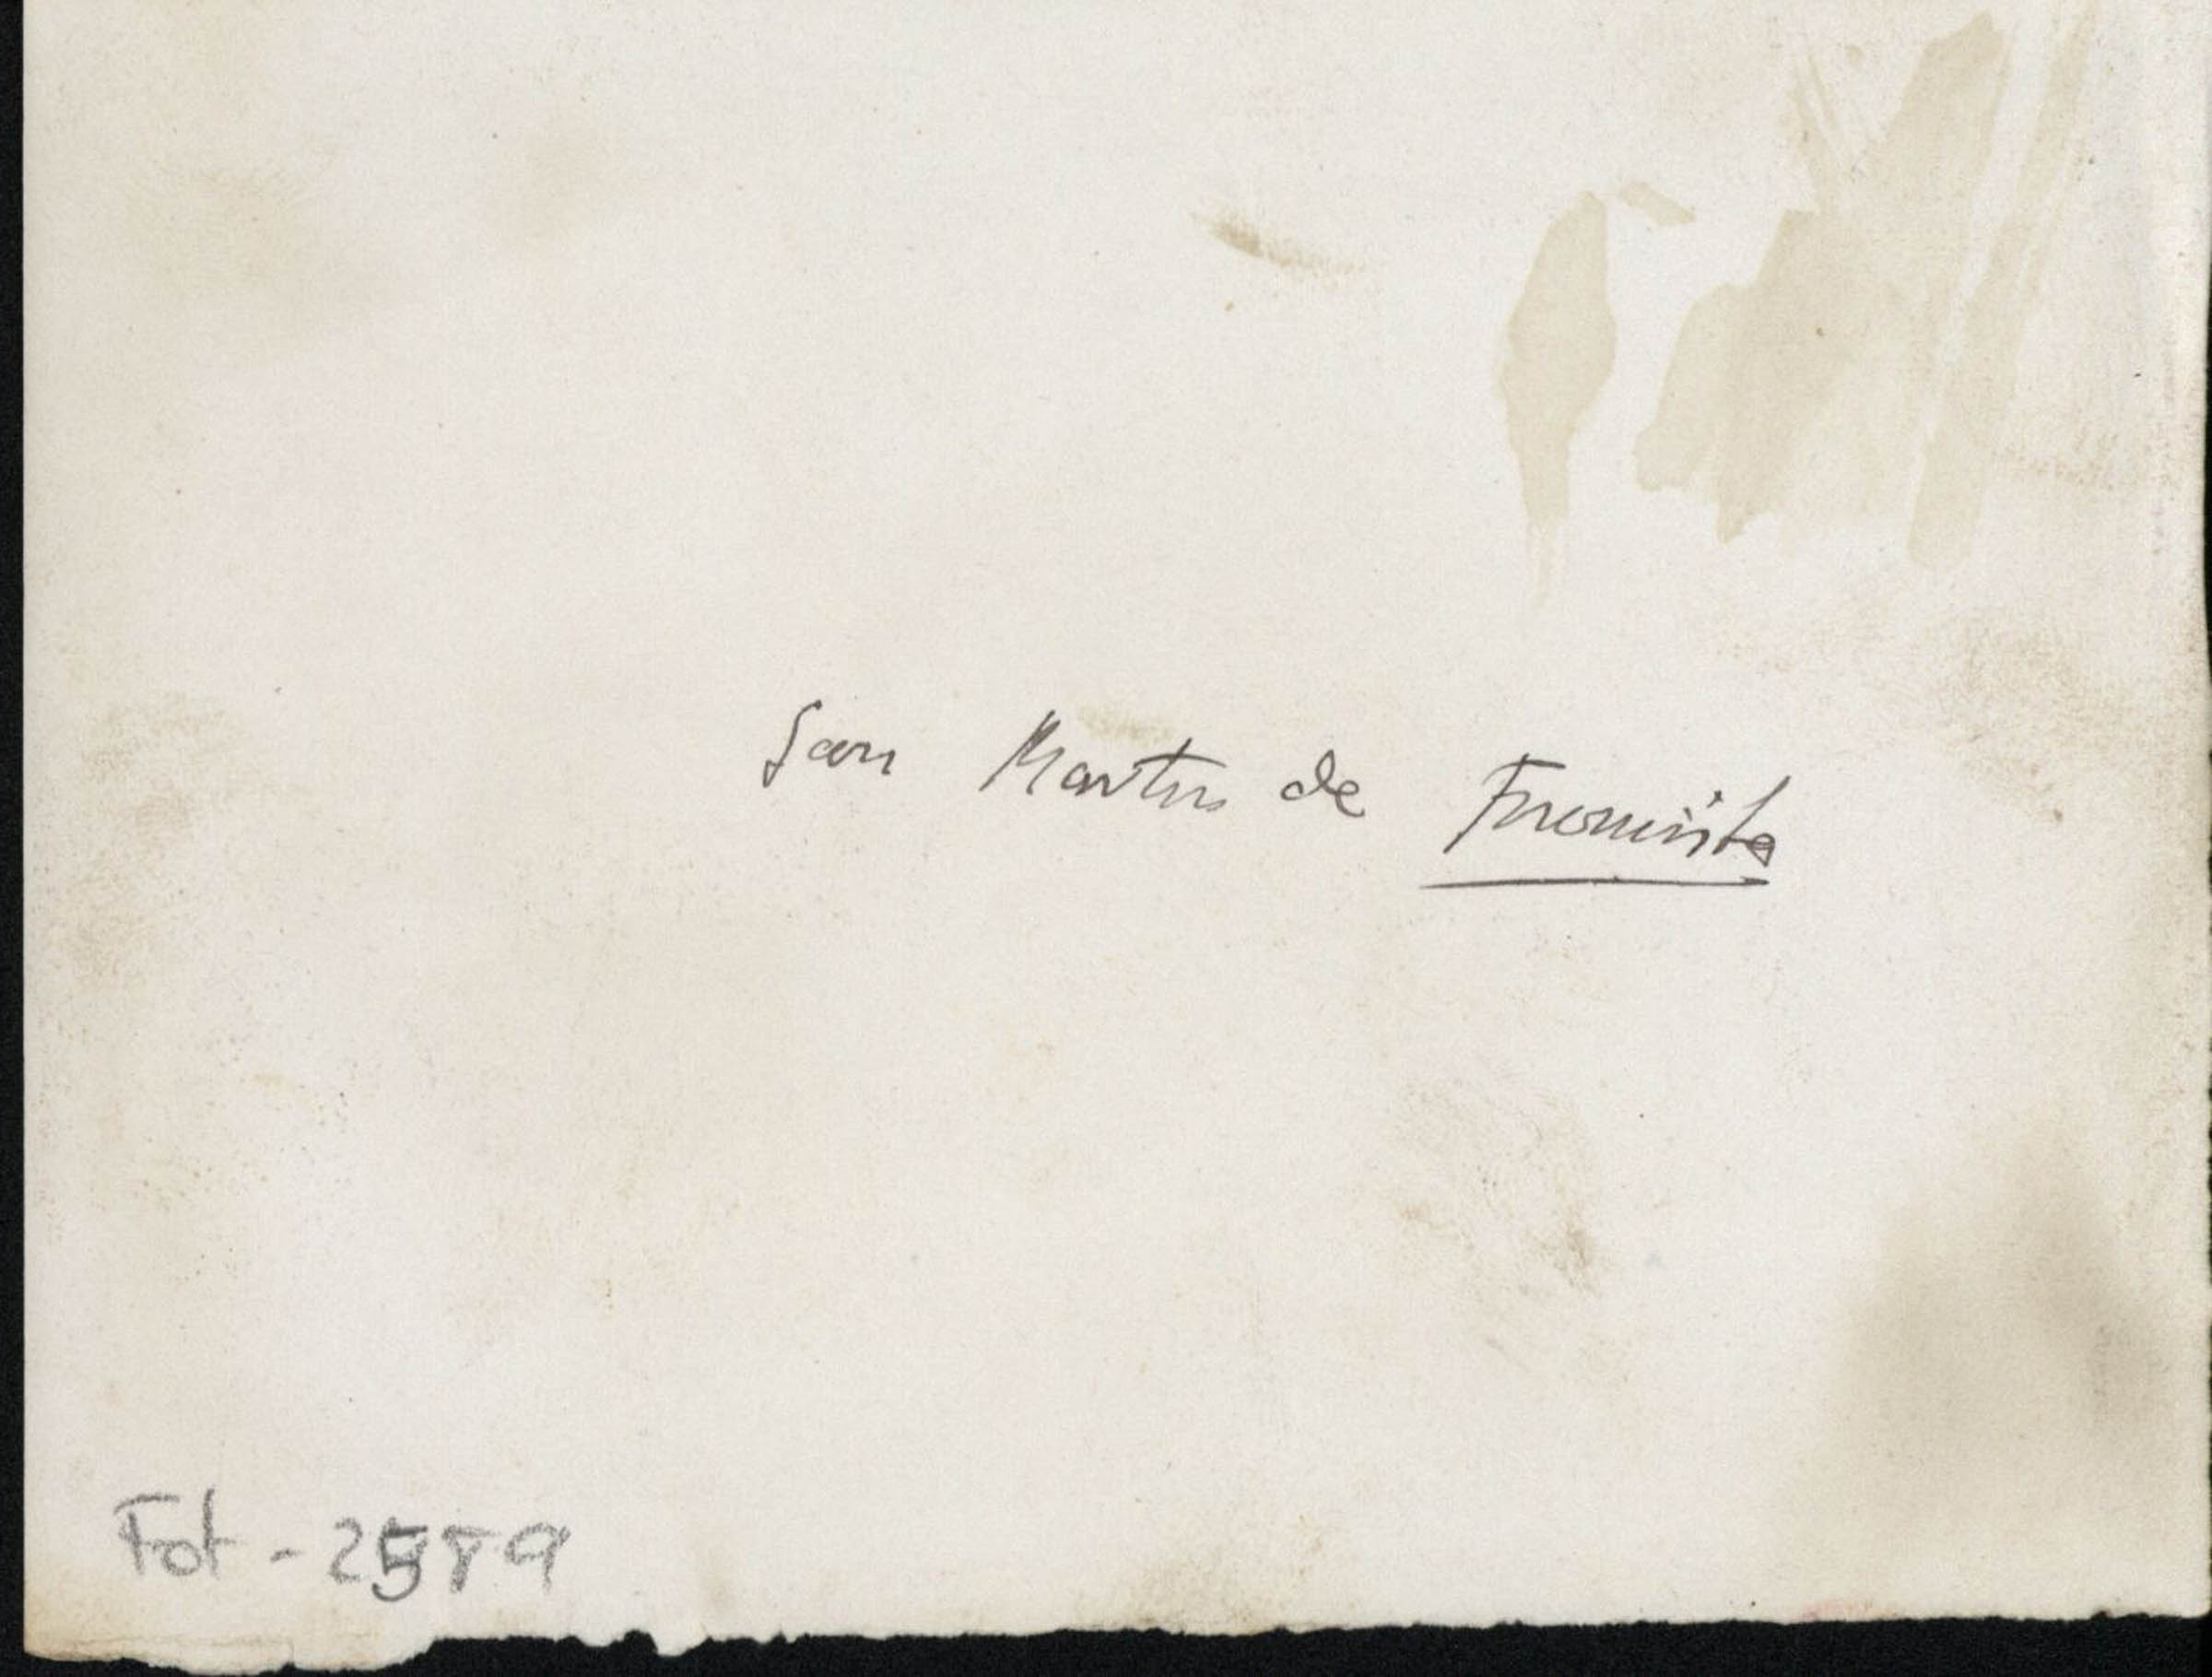 San Martin de Fromista
Fot - 2589